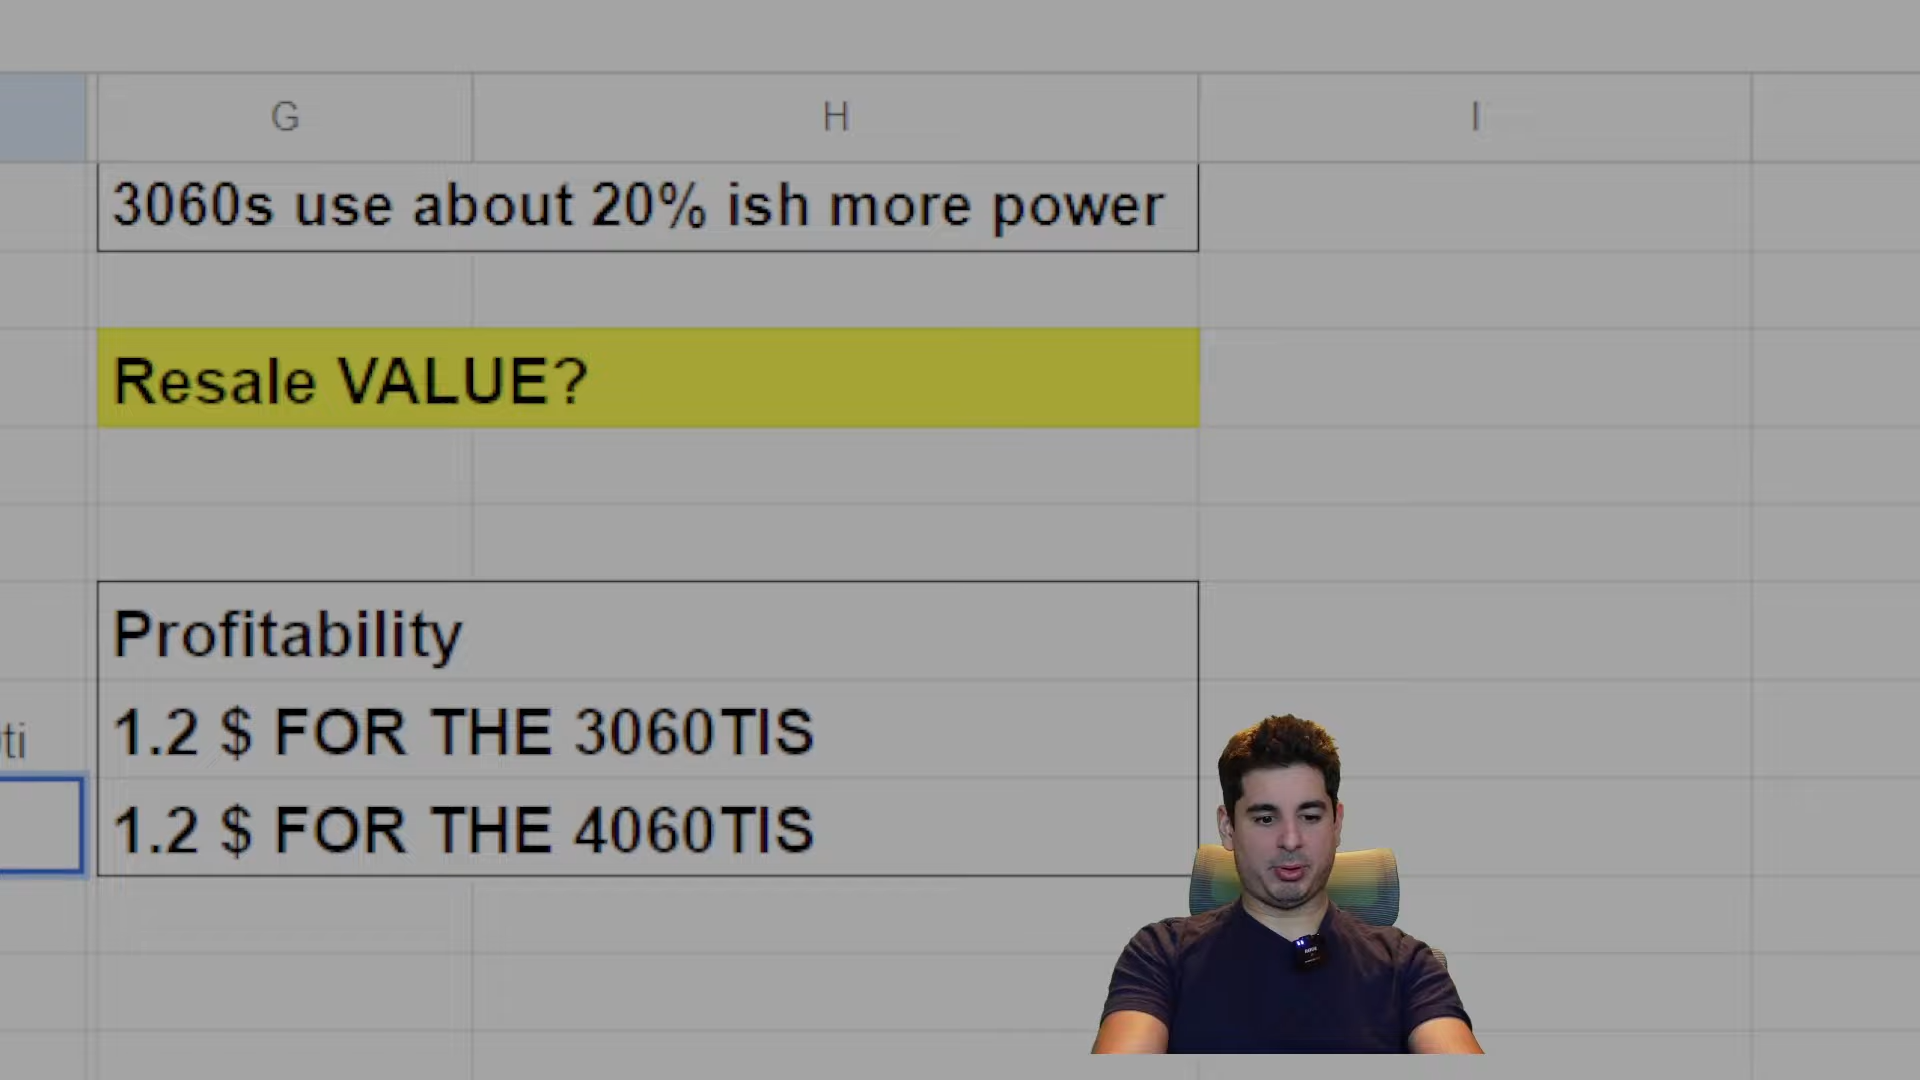 G H I
3060s use about 20% ish more power
Resale VALUE?
Profitability
ti 1.2 $ FOR THE 3060TIS
1.2 $ FOR THE 4060TIS